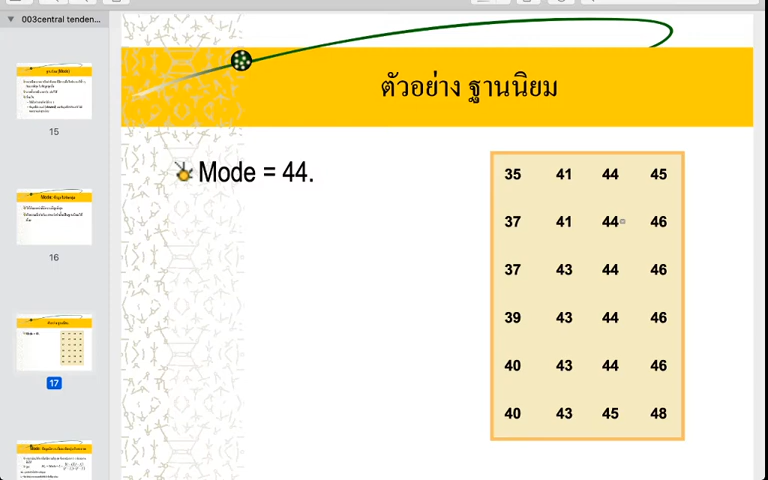 003central tenden...
ตัวอย่าง ฐานนิยม
Mode = 44.
35 41 44 45
37 41 44 46
37 43 44 46
39 43 44 46
40 43 44 46
40 43 45 48
15
16
17